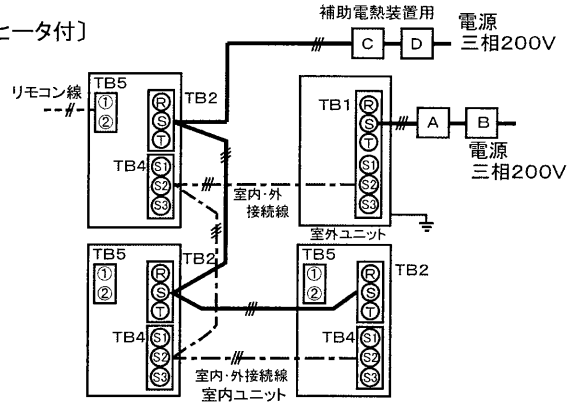 ヒータ付〕
補助電熱装置用
C
D
電源
三相200V
リモコン線
TB5
①
②
TB2
R
S
T
TB4
S1
S2
S3
TB1
R
S
T
S1
S2
S3
A
B
電源
三相200V
室内・外
接続線
室外ユニット
TB5
①
②
TB2
R
S
T
TB4
S1
S2
S3
TB5
①
②
TB2
R
S
T
TB4
S1
S2
S3
室内・外接続線
室内ユニット